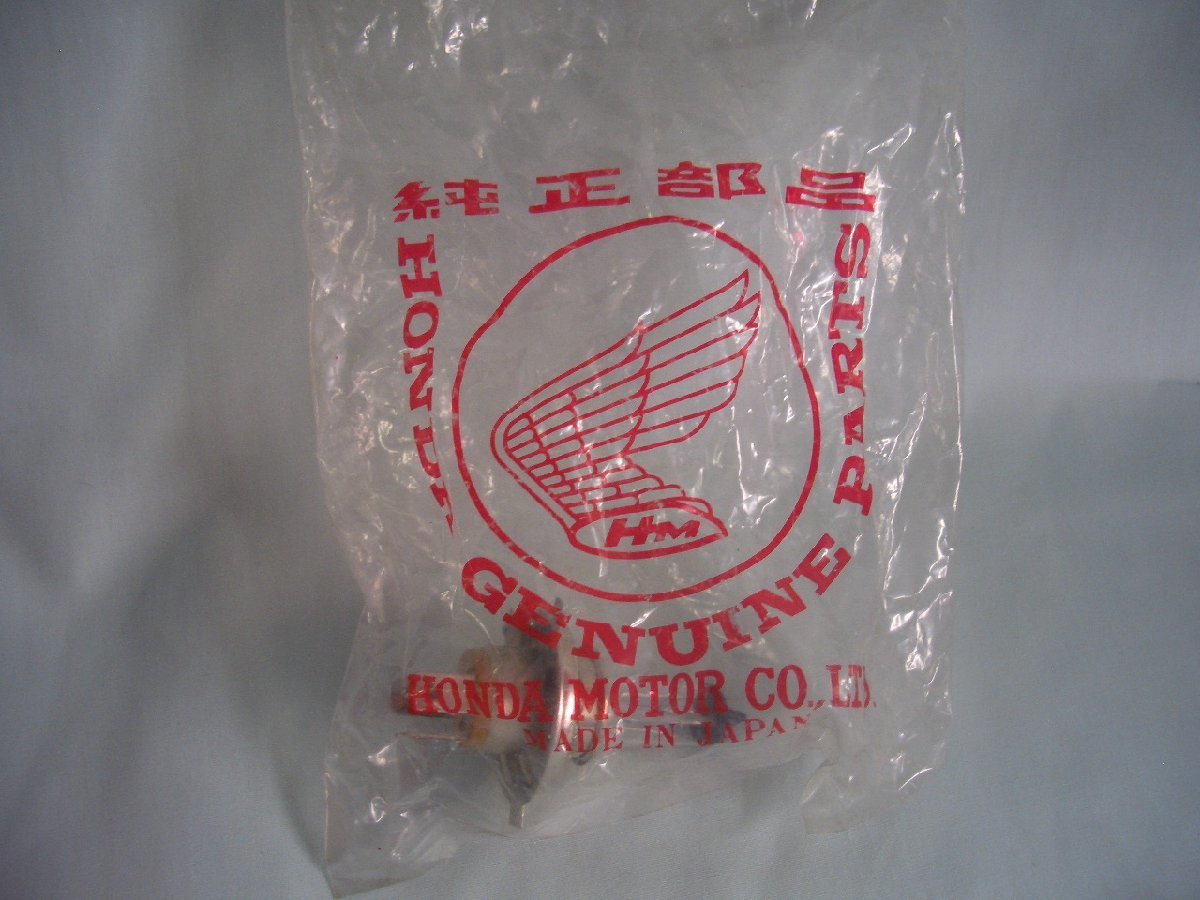 純正部品
HONDA
GENUINE
PARTS
HM
HONDA MOTOR CO., LTD.
MADE IN JAPAN